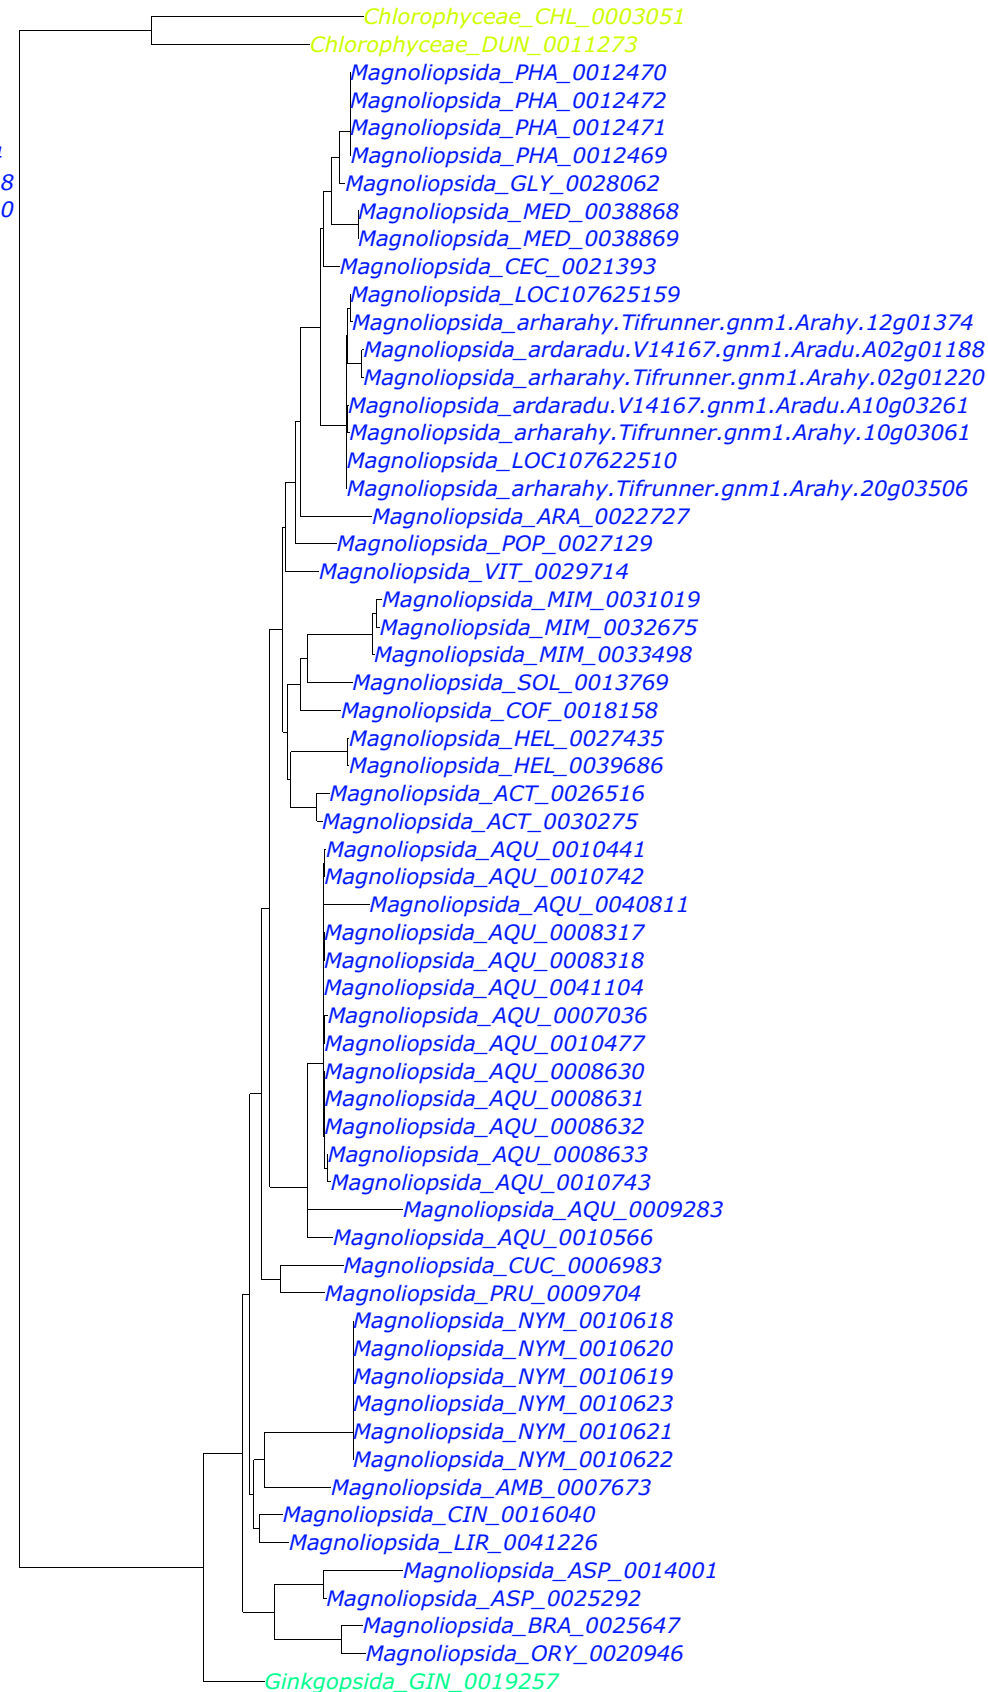 Chlorophyceae_CHL_0003051
Chlorophyceae_DUN_0011273
Magnoliopsida_PHA_0012470
Magnoliopsida_PHA_0012472
Magnoliopsida_PHA_0012471
Magnoliopsida_PHA_0012469
Magnoliopsida_GLY_0028062
8
Magnoliopsida_MED_0038868
0
Magnoliopsida_MED_0038869
Magnoliopsida_CEC_0021393
Magnoliopsida_LOC107625159
Magnoliopsida_arharahy.Tifrunner.gnm1.Arahy.12g01374
Magnoliopsida_ardaradu.V14167.gnm1.Aradu.A02g01188
Magnoliopsida_arharahy.Tifrunner.gnm1.Arahy.02g01220
Magnoliopsida_ardaradu.V14167.gnm1.Aradu.A10g03261
Magnoliopsida_arharahy.Tifrunner.gnm1.Arahy.10g03061
Magnoliopsida_LOC107622510
Magnoliopsida_arharahy.Tifrunner.gnm1.Arahy.20g03506
Magnoliopsida_ARA_0022727
Magnoliopsida_POP_0027129
Magnoliopsida_VIT_0029714
Magnoliopsida_MIM_0031019
Magnoliopsida_MIM_0032675
Magnoliopsida_MIM_0033498
Magnoliopsida_SOL_0013769
Magnoliopsida_COF_0018158
Magnoliopsida_HEL_0027435
Magnoliopsida_HEL_0039686
Magnoliopsida_ACT_0026516
Magnoliopsida_ACT_0030275
Magnoliopsida_AQU_0010441
Magnoliopsida_AQU_0010742
Magnoliopsida_AQU_0040811
Magnoliopsida_AQU_0008317
Magnoliopsida_AQU_0008318
Magnoliopsida_AQU_0041104
Magnoliopsida_AQU_0007036
Magnoliopsida_AQU_0010477
Magnoliopsida_AQU_0008630
Magnoliopsida_AQU_0008631
Magnoliopsida_AQU_0008632
Magnoliopsida_AQU_0008633
Magnoliopsida_AQU_0010743
Magnoliopsida_AQU_0009283
Magnoliopsida_AQU_0010566
Magnoliopsida_CUC_0006983
Magnoliopsida_PRU_0009704
Magnoliopsida_NYM_0010618
Magnoliopsida_NYM_0010620
Magnoliopsida_NYM_0010619
Magnoliopsida_NYM_0010623
Magnoliopsida_NYM_0010621
Magnoliopsida_NYM_0010622
Magnoliopsida_AMB_0007673
Magnoliopsida_CIN_0016040
Magnoliopsida_LIR_0041226
Magnoliopsida_ASP_0014001
Magnoliopsida_ASP_0025292
Magnoliopsida_BRA_0025647
Magnoliopsida_ORY_0020946
Ginkgopsida_GIN_0019257